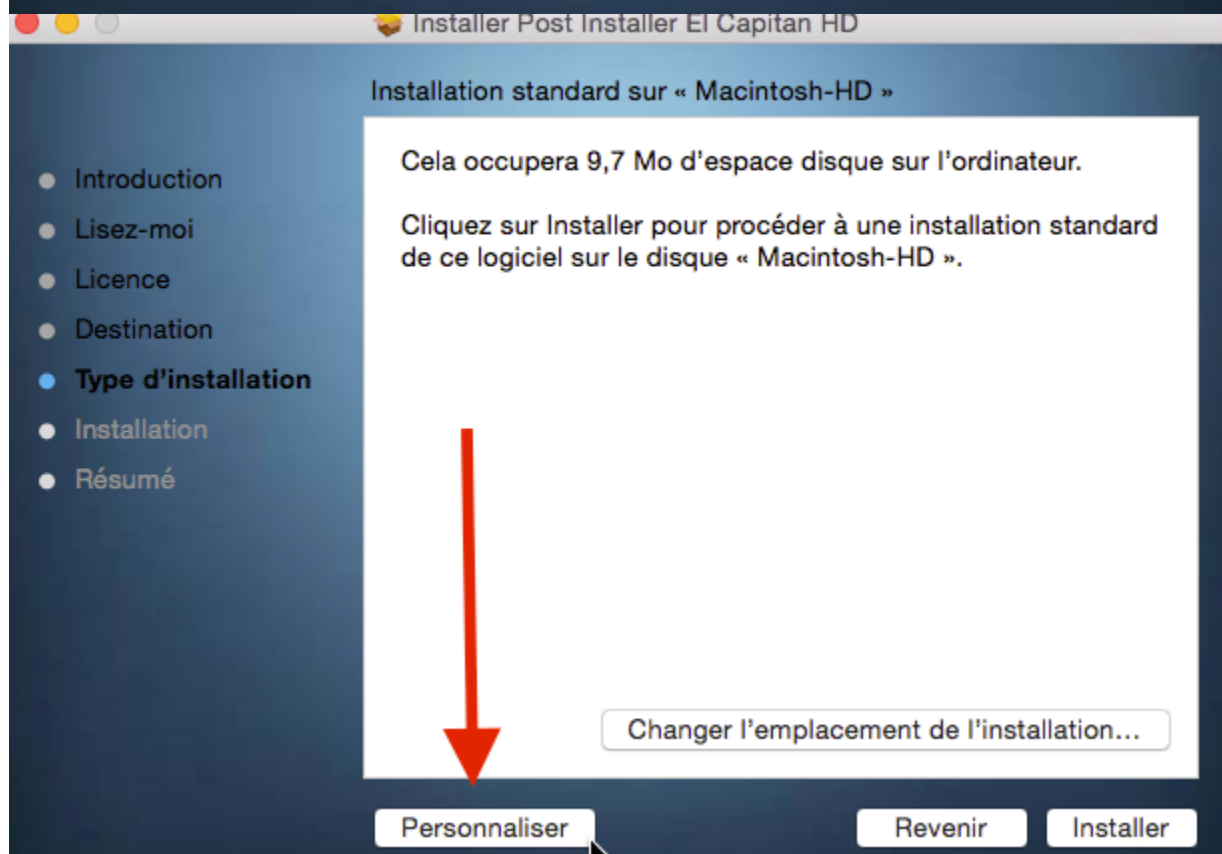 Installer Post Installer El Capitan HD
Installation standard sur « Macintosh-HD »
Introduction
Lisez-moi
Licence
Destination
Type d'installation
Installation
Résumé
Cela occupera 9,7 Mo d'espace disque sur l'ordinateur.
Cliquez sur Installer pour procéder à une installation standard
de ce logiciel sur le disque « Macintosh-HD ».
Changer l'emplacement de l'installation...
Personnaliser
Revenir
Installer